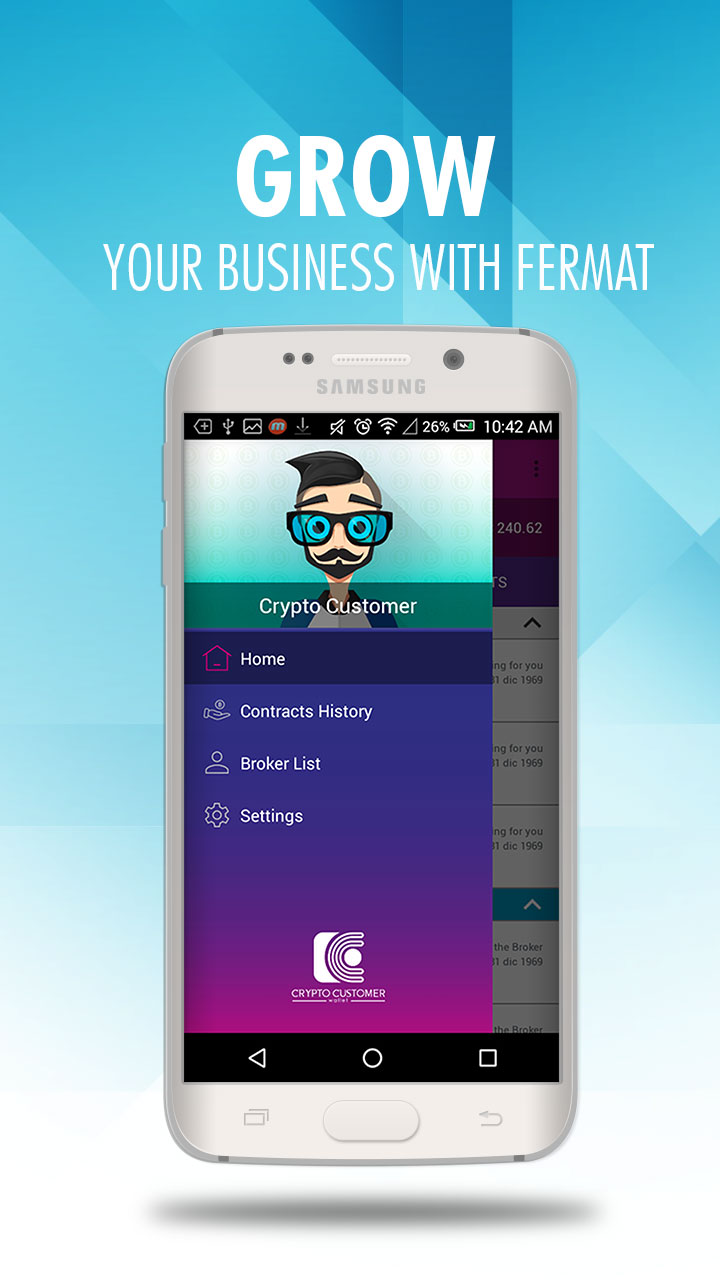 GROW
YOUR BUSINESS WITH FERMAT
SAMSUNG
26% 10:42 AM
240.62
Crypto Customer
TS
Home
ng for you
31 dic 1969
Contracts History
ing for you
31 dic 1969
Broker List
Settings
ing for you
31 dic 1969
the Broker
31 dic 1969
CRYPTO CUSTOMER
wallet
the Broker